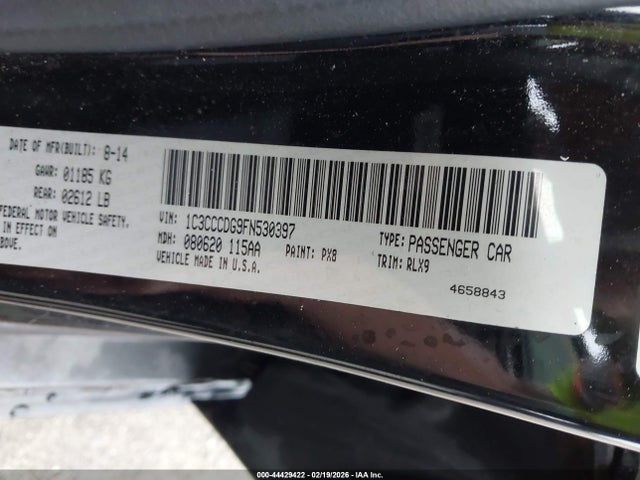 DATE OF MFR(BUILT): 8-14
GAWR: 01185 KG
REAR: 02612 LB
FEDERAL MOTOR VEHICLE SAFETY,
IN EFFECT
ABOVE.
VIN: 1C3CCCDG9FN530397
MDH: 080620 115AA
PAINT: PX8
VEHICLE MADE IN U.S.A.
TYPE: PASSENGER CAR
TRIM: RLX9
4658843
000-44429422 - 02/19/2026 - IAA Inc.